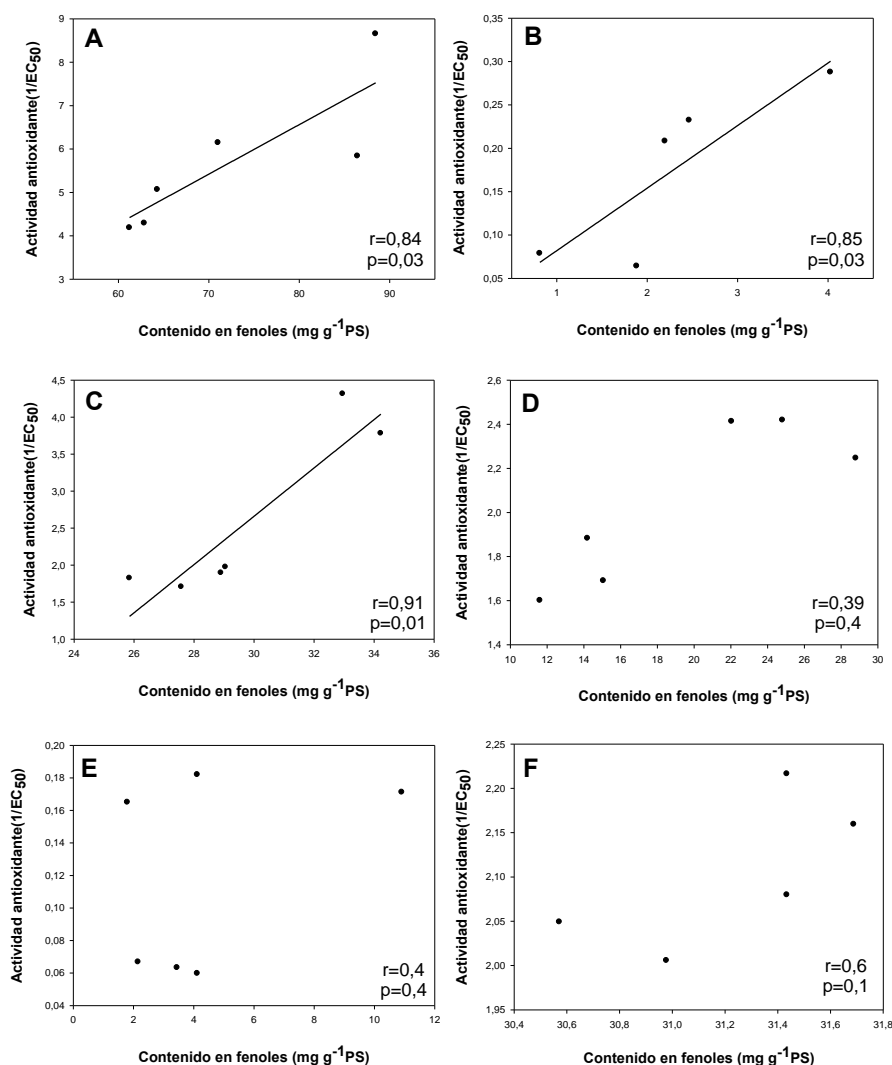 A
Actividad antioxidante(1/EC50)
9
8
7
6
5
4
3
60 70 80 90
r=0,84
p=0,03
Contenido en fenoles (mg g-1PS)
B
Actividad antioxidante(1/EC50)
0,35
0,30
0,25
0,20
0,15
0,10
0,05
1 2 3 4
r=0,85
p=0,03
Contenido en fenoles (mg g-1PS)
C
Actividad antioxidante(1/EC50)
4,5
4,0
3,5
3,0
2,5
2,0
1,5
1,0
24 26 28 30 32 34 36
r=0,91
p=0,01
Contenido en fenoles (mg g-1PS)
D
Actividad antioxidante(1/EC50)
2,6
2,4
2,2
2,0
1,8
1,6
1,4
10 12 14 16 18 20 22 24 26 28 30
r=0,39
p=0,4
Contenido en fenoles (mg g-1PS)
E
Actividad antioxidante(1/EC50)
0,20
0,18
0,16
0,14
0,12
0,10
0,08
0,06
0,04
0 2 4 6 8 10 12
r=0,4
p=0,4
Contenido en fenoles (mg g-1PS)
F
Actividad antioxidante(1/EC50)
2,25
2,20
2,15
2,10
2,05
2,00
1,95
30,4 30,6 30,8 31,0 31,2 31,4 31,6 31,8
r=0,6
p=0,1
Contenido en fenoles (mg g-1PS)